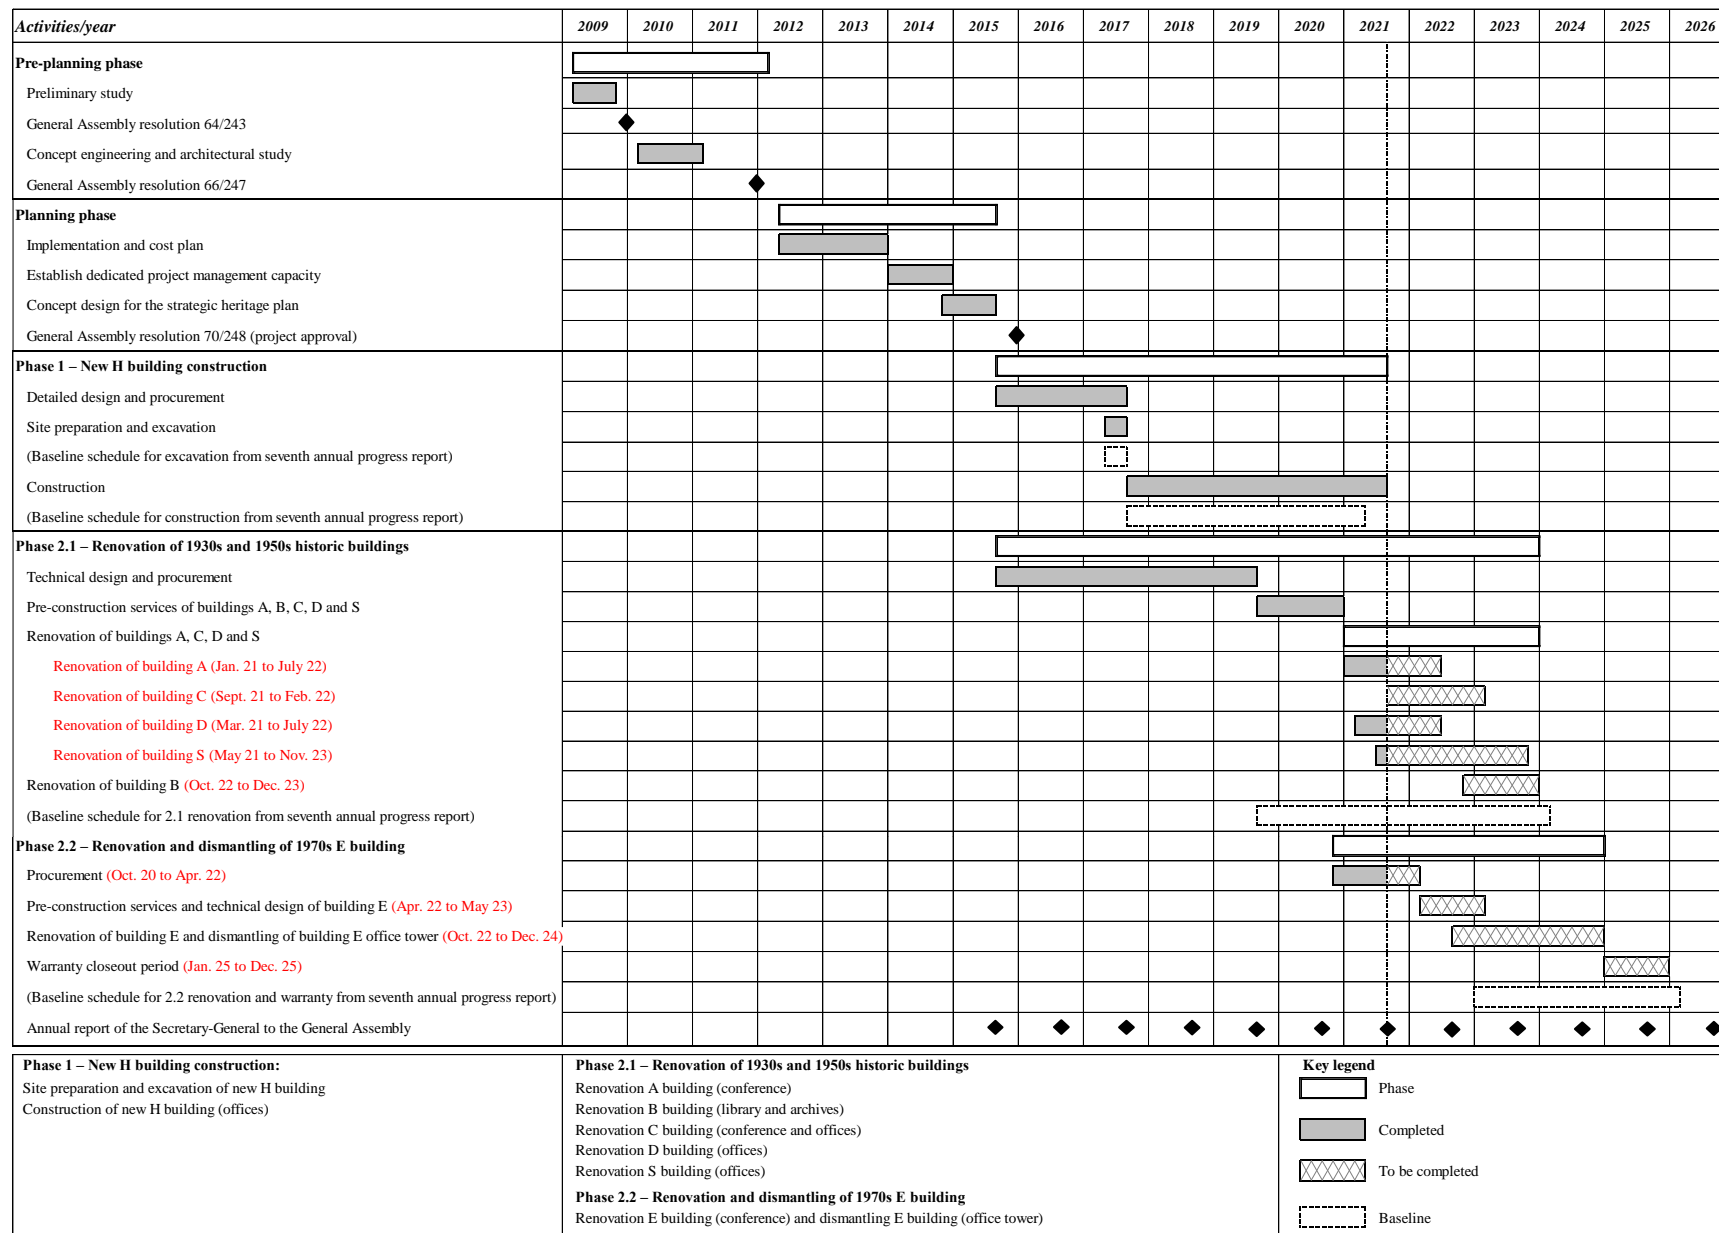 Activities/year 2009 2010 2011 2012 2013 2014 2015 2016 2017 2018 2019 2020 2021 2022 2023 2024 2025 2026
Pre-planning phase
Preliminary study
General Assembly resolution 64/243
Concept engineering and architectural study
General Assembly resolution 66/247
Planning phase
Implementation and cost plan
Establish dedicated project management capacity
Concept design for the strategic heritage plan
General Assembly resolution 70/248 (project approval)
Phase 1 – New H building construction
Detailed design and procurement
Site preparation and excavation
(Baseline schedule for excavation from seventh annual progress report)
Construction
(Baseline schedule for construction from seventh annual progress report)
Phase 2.1 – Renovation of 1930s and 1950s historic buildings
Technical design and procurement
Pre-construction services of buildings A, B, C, D and S
Renovation of buildings A, C, D and S
Renovation of building A (Jan. 21 to July 22)
Renovation of building C (Sept. 21 to Feb. 22)
Renovation of building D (Mar. 21 to July 22)
Renovation of building S (May 21 to Nov. 23)
Renovation of building B (Oct. 22 to Dec. 23)
(Baseline schedule for 2.1 renovation from seventh annual progress report)
Phase 2.2 – Renovation and dismantling of 1970s E building
Procurement (Oct. 20 to Apr. 22)
Pre-construction services and technical design of building E (Apr. 22 to May 23)
Renovation of building E and dismantling of building E office tower (Oct. 22 to Dec. 24)
Warranty closeout period (Jan. 25 to Dec. 25)
(Baseline schedule for 2.2 renovation and warranty from seventh annual progress report)
Annual report of the Secretary-General to the General Assembly
Phase 1 – New H building construction:
Site preparation and excavation of new H building
Construction of new H building (offices)
Phase 2.1 – Renovation of 1930s and 1950s historic buildings
Renovation A building (conference)
Renovation B building (library and archives)
Renovation C building (conference and offices)
Renovation D building (offices)
Renovation S building (offices)
Phase 2.2 – Renovation and dismantling of 1970s E building
Renovation E building (conference) and dismantling E building (office tower)
Key legend
Phase
Completed
To be completed
Baseline